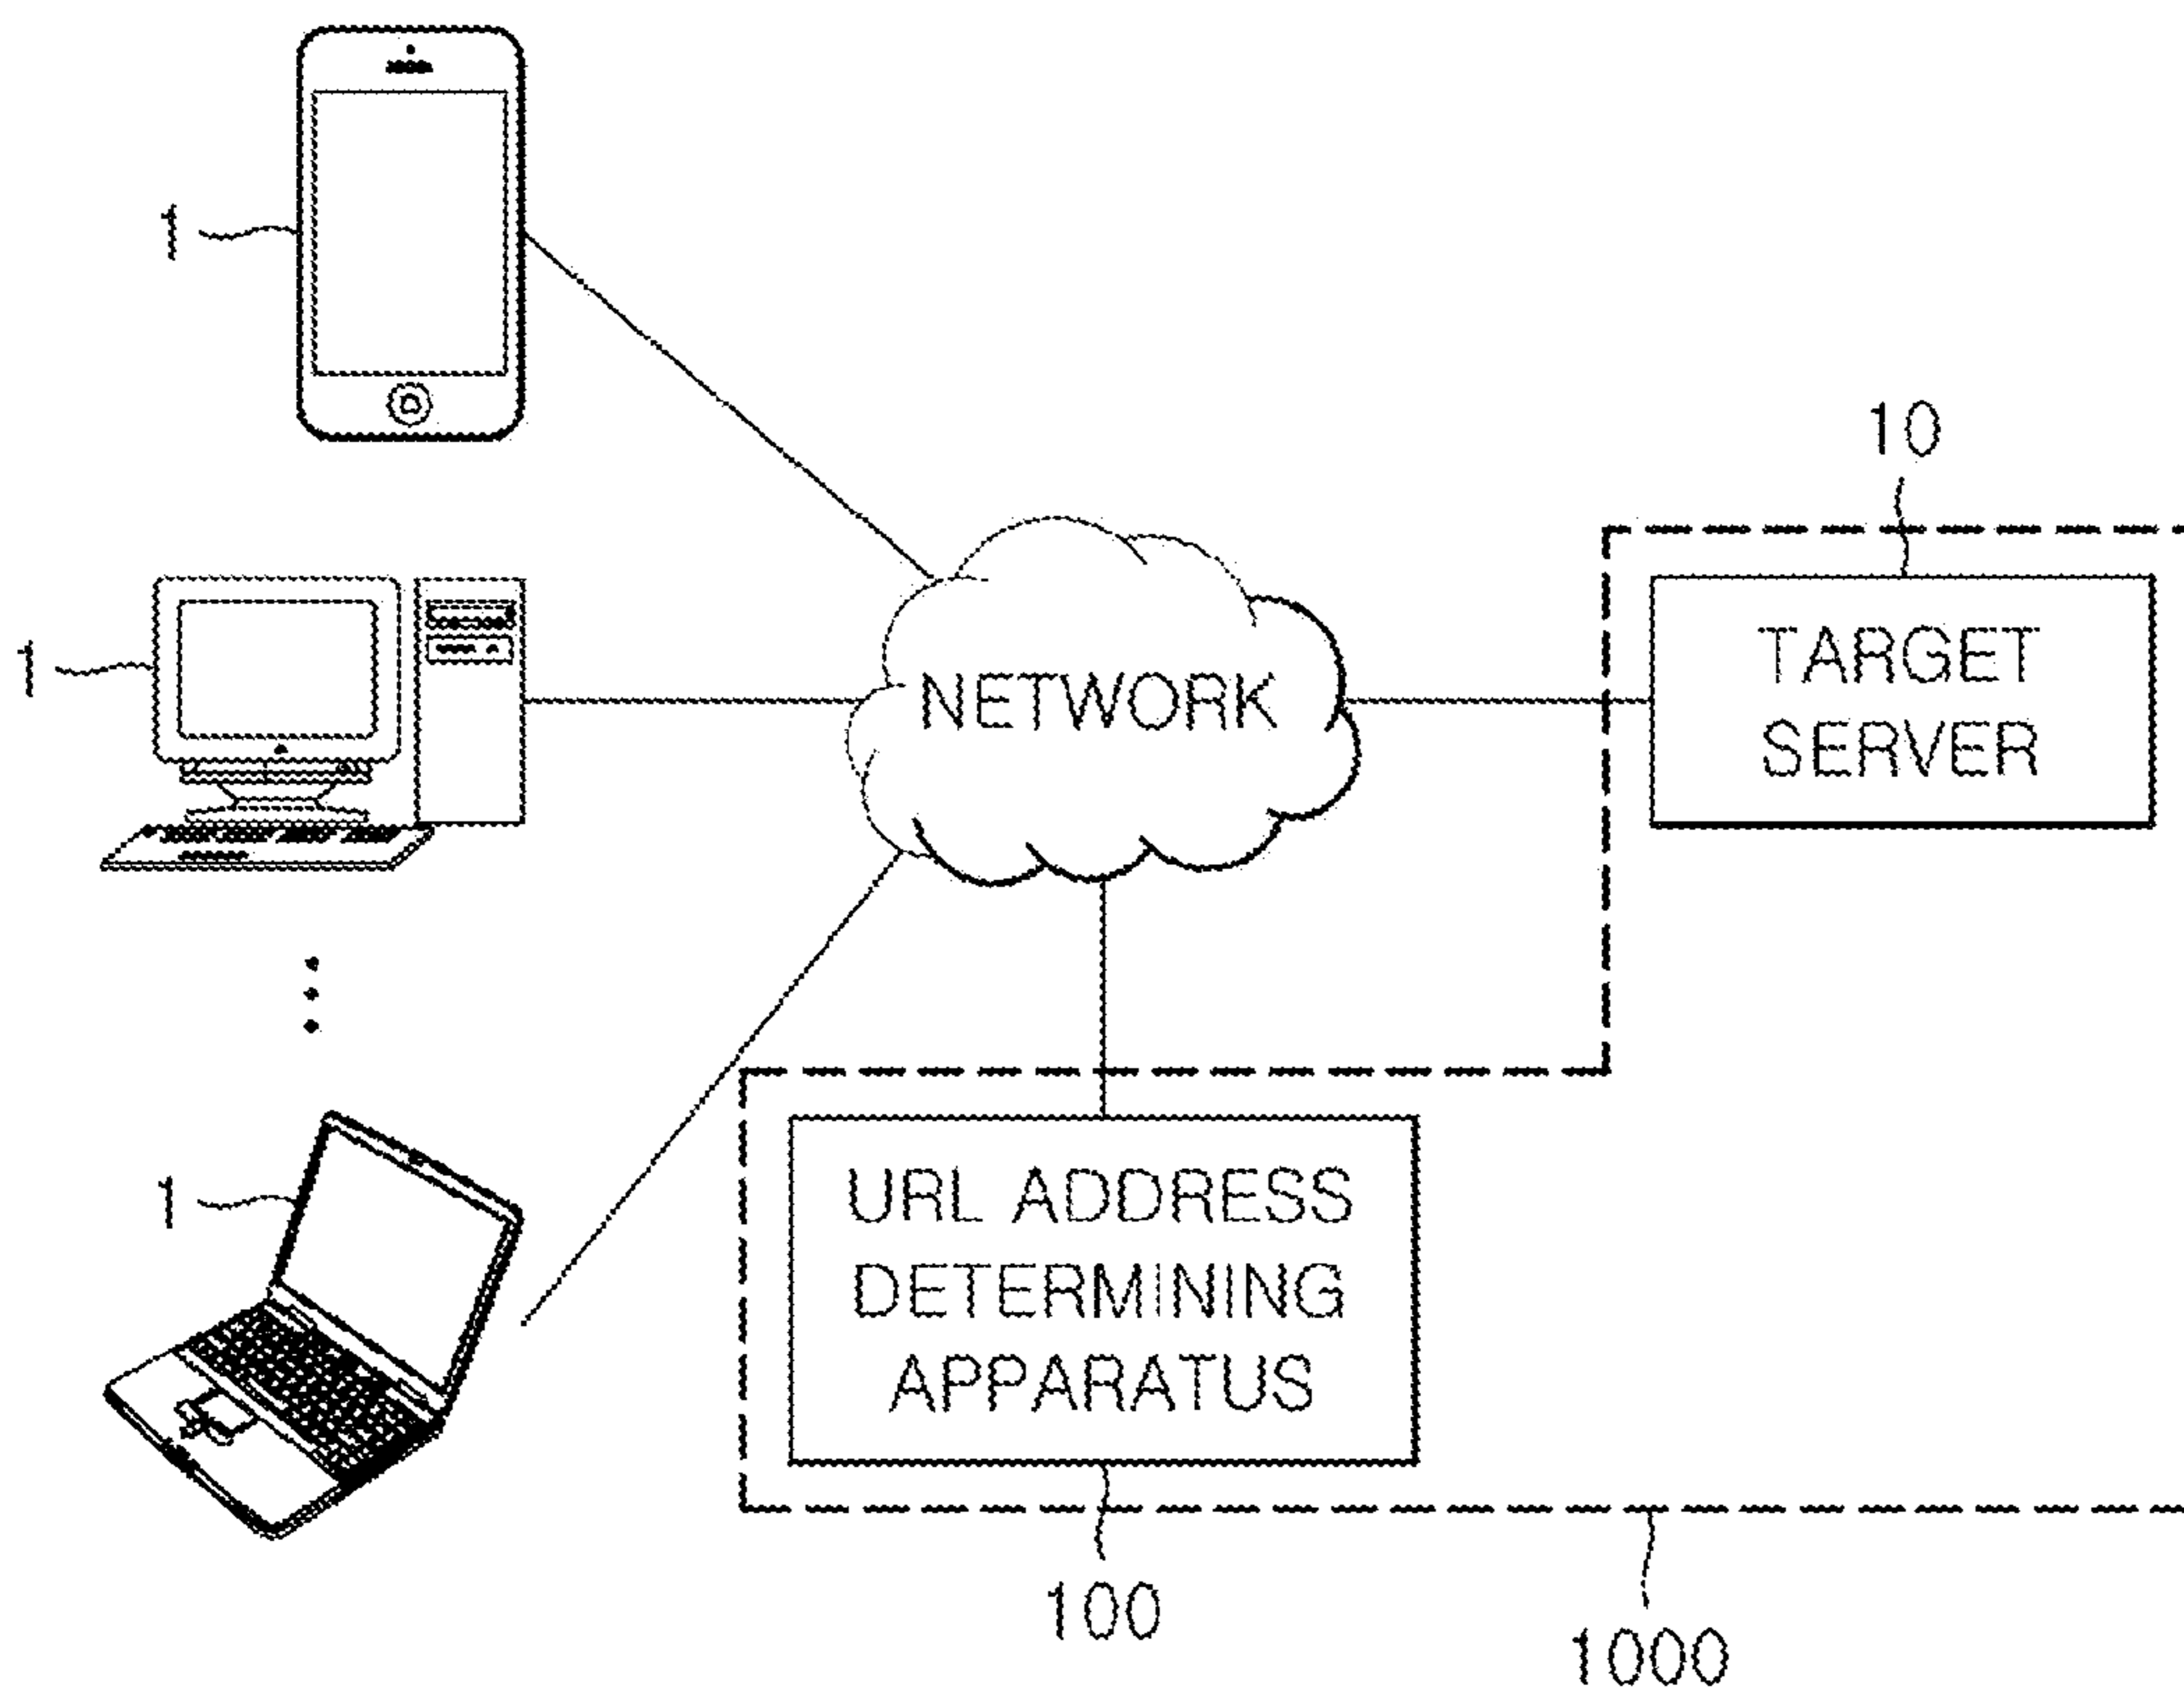 1
10
1
NETWORK
TARGET
SERVER
1
URL ADDRESS
DETERMINING
APPARATUS
100
1000